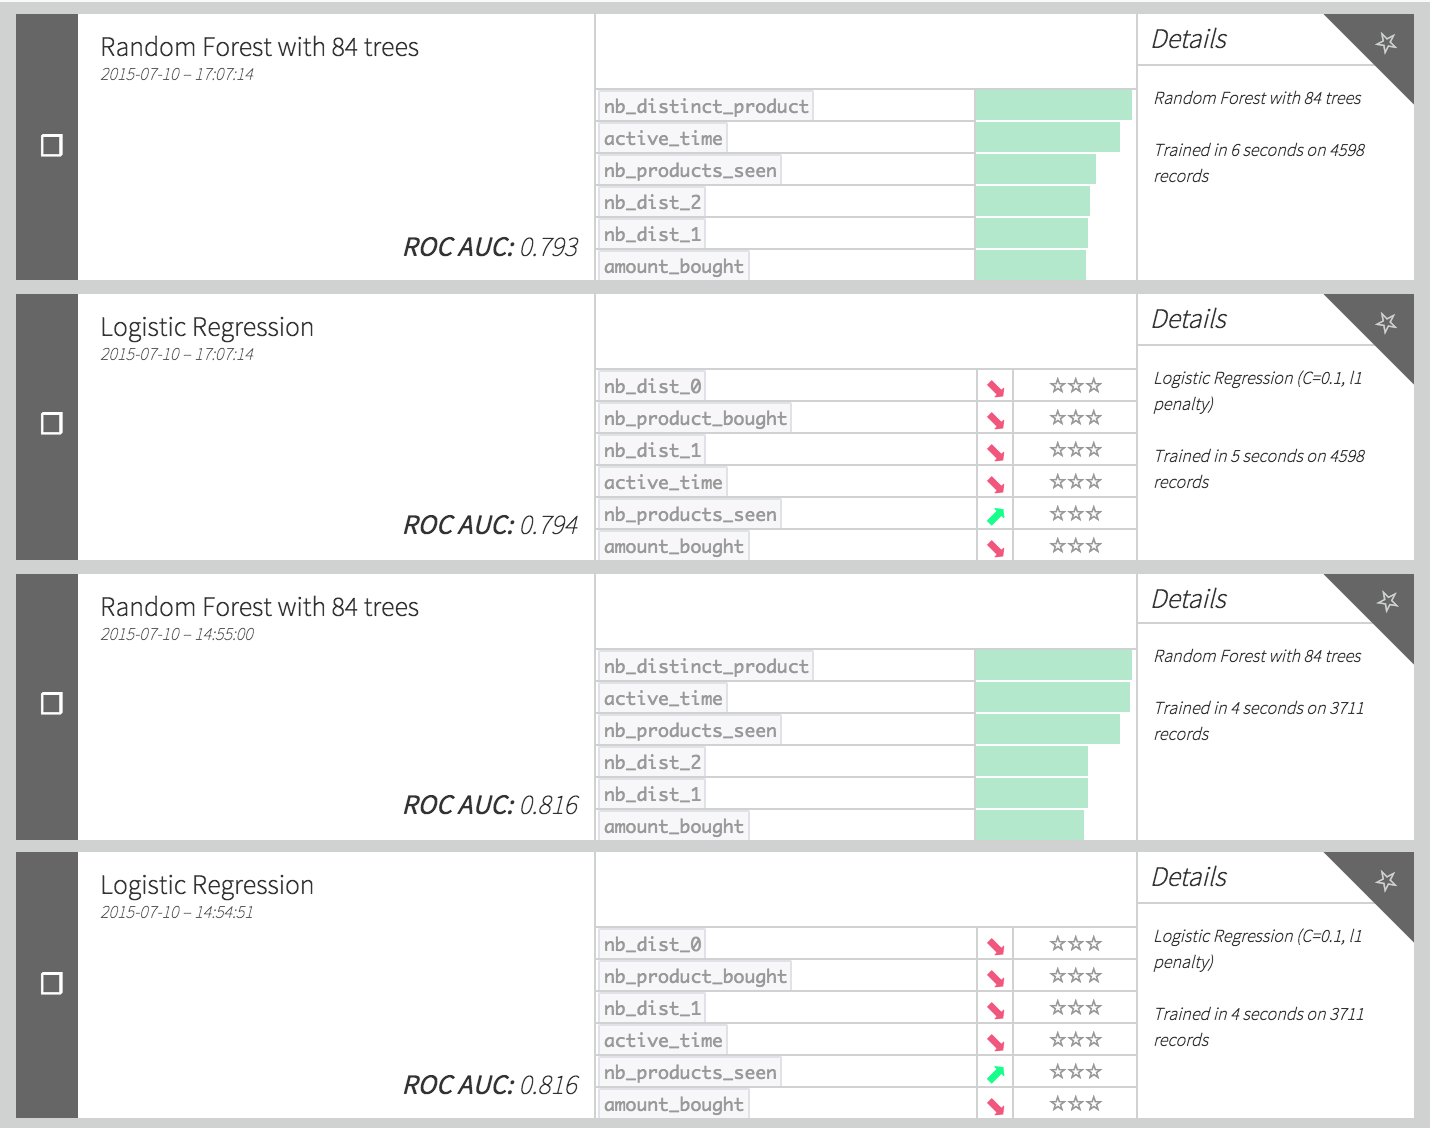 Random Forest with 84 trees
2015-07-10 – 17:07:14
ROC AUC: 0.793
nb_distinct_product
active_time
nb_products_seen
nb_dist_2
nb_dist_1
amount_bought
Details
Random Forest with 84 trees
Trained in 6 seconds on 4598
records
Logistic Regression
2015-07-10 – 17:07:14
ROC AUC: 0.794
nb_dist_0
nb_product_bought
nb_dist_1
active_time
nb_products_seen
amount_bought
Details
Logistic Regression (C=0.1, l1
penalty)
Trained in 5 seconds on 4598
records
Random Forest with 84 trees
2015-07-10 – 14:55:00
ROC AUC: 0.816
nb_distinct_product
active_time
nb_products_seen
nb_dist_2
nb_dist_1
amount_bought
Details
Random Forest with 84 trees
Trained in 4 seconds on 3711
records
Logistic Regression
2015-07-10 – 14:54:51
ROC AUC: 0.816
nb_dist_0
nb_product_bought
nb_dist_1
active_time
nb_products_seen
amount_bought
Details
Logistic Regression (C=0.1, l1
penalty)
Trained in 4 seconds on 3711
records